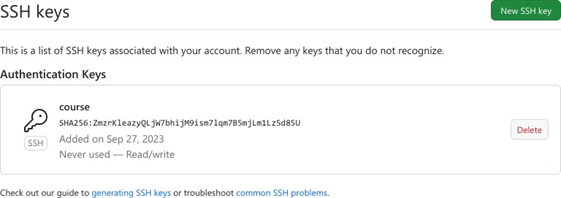 SSH keys
New SSH key
This is a list of SSH keys associated with your account. Remove any keys that you do not recognize.
Authentication Keys
course
SHA256:ZmzrKleazyQLjW7bhijM9ism7lqm7B5mjLm1Lz5d85U
Added on Sep 27, 2023
Never used — Read/write
SSH
Delete
Check out our guide to generating SSH keys or troubleshoot common SSH problems.